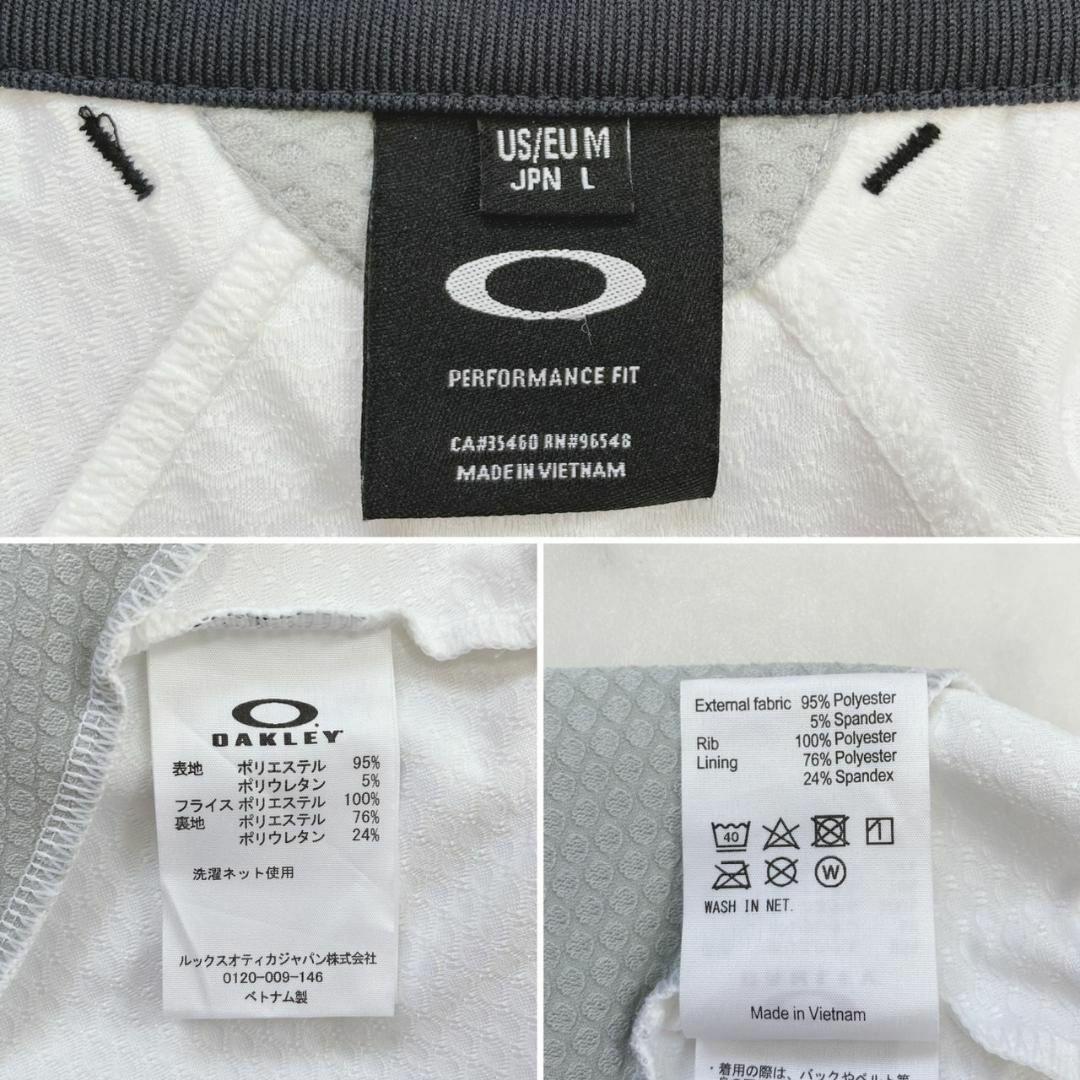 US/EU M
JPN L
PERFORMANCE FIT
CA#35460 RN#96548
MADE IN VIETNAM
OAKLEY
表地 ポリエステル 95%
ポリウレタン 5%
フライス ポリエステル 100%
裏地 ポリエステル 76%
ポリウレタン 24%
洗濯ネット使用
ルックスオティカジャパン株式会社
0120-009-146
ベトナム製
External fabric 95% Polyester
5% Spandex
Rib 100% Polyester
Lining 76% Polyester
24% Spandex
40
W
WASH IN NET.
Made in Vietnam
・着用の際は、バックやベルト等